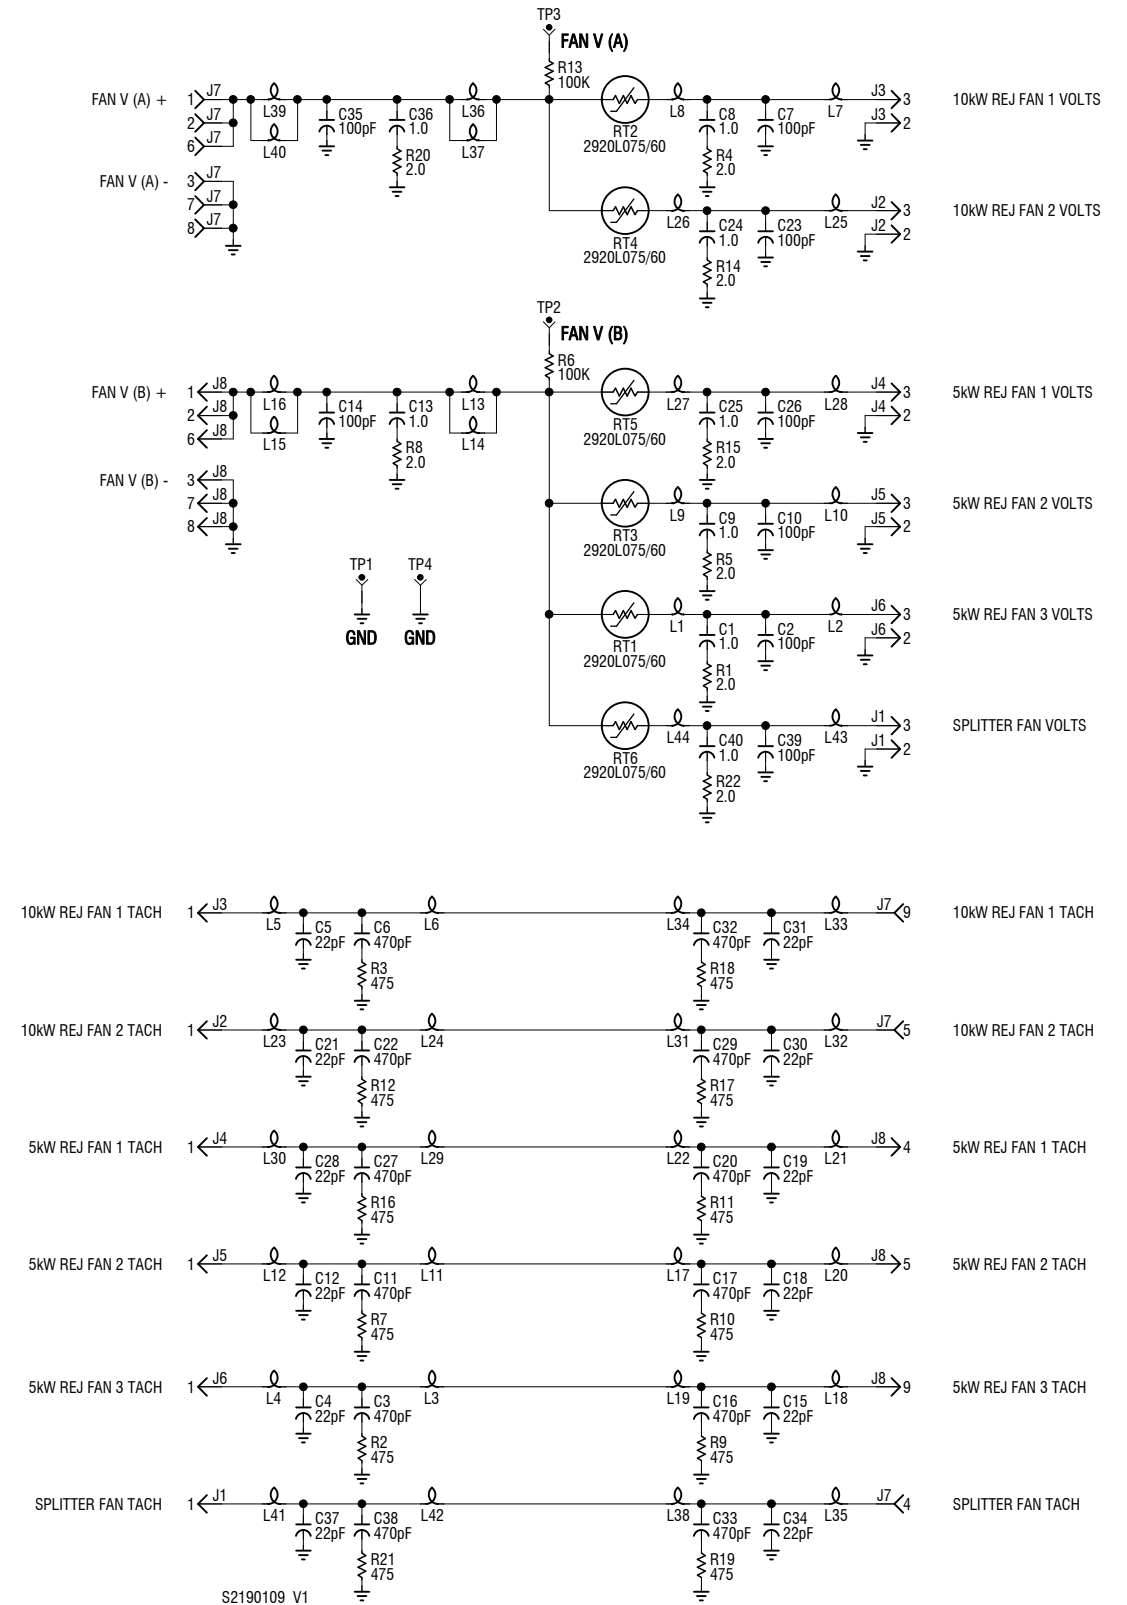 TP3
FAN V (A)
R13
100K
FAN V (A) +
1 J7
2 J7
6 J7
L39
L40
C35
100pF
C36
1.0
R20
2.0
L36
L37
RT2
2920L075/60
L8
C8
1.0
R4
2.0
C7
100pF
L7
J3 3
J3 2
10kW REJ FAN 1 VOLTS
FAN V (A) -
3 J7
7 J7
8 J7
RT4
2920L075/60
L26
C24
1.0
R14
2.0
C23
100pF
L25
J2 3
J2 2
10kW REJ FAN 2 VOLTS
TP2
FAN V (B)
R6
100K
FAN V (B) +
1 J8
2 J8
6 J8
L16
L15
C14
100pF
C13
1.0
R8
2.0
L13
L14
RT5
2920L075/60
L27
C25
1.0
R15
2.0
C26
100pF
L28
J4 3
J4 2
5kW REJ FAN 1 VOLTS
FAN V (B) -
3 J8
7 J8
8 J8
RT3
2920L075/60
L9
C9
1.0
R5
2.0
C10
100pF
L10
J5 3
J5 2
5kW REJ FAN 2 VOLTS
TP1
GND
TP4
GND
RT1
2920L075/60
L1
C1
1.0
R1
2.0
C2
100pF
L2
J6 3
J6 2
5kW REJ FAN 3 VOLTS
RT6
2920L075/60
L44
C40
1.0
R22
2.0
C39
100pF
L43
J1 3
J1 2
SPLITTER FAN VOLTS
10kW REJ FAN 1 TACH
1 J3
L5
C5
22pF
C6
470pF
R3
475
L6
L34
C32
470pF
R18
475
C31
22pF
L33
J7 9
10kW REJ FAN 1 TACH
10kW REJ FAN 2 TACH
1 J2
L23
C21
22pF
C22
470pF
R12
475
L24
L31
C29
470pF
R17
475
C30
22pF
L32
J7 5
10kW REJ FAN 2 TACH
5kW REJ FAN 1 TACH
1 J4
L30
C28
22pF
C27
470pF
R16
475
L29
L22
C20
470pF
R11
475
C19
22pF
L21
J8 4
5kW REJ FAN 1 TACH
5kW REJ FAN 2 TACH
1 J5
L12
C12
22pF
C11
470pF
R7
475
L11
L17
C17
470pF
R10
475
C18
22pF
L20
J8 5
5kW REJ FAN 2 TACH
5kW REJ FAN 3 TACH
1 J6
L4
C4
22pF
C3
470pF
R2
475
L3
L19
C16
470pF
R9
475
C15
22pF
L18
J8 9
5kW REJ FAN 3 TACH
SPLITTER FAN TACH
1 J1
L41
C37
22pF
C38
470pF
R21
475
L42
L38
C33
470pF
R19
475
C34
22pF
L35
J7 4
SPLITTER FAN TACH
S2190109 V1